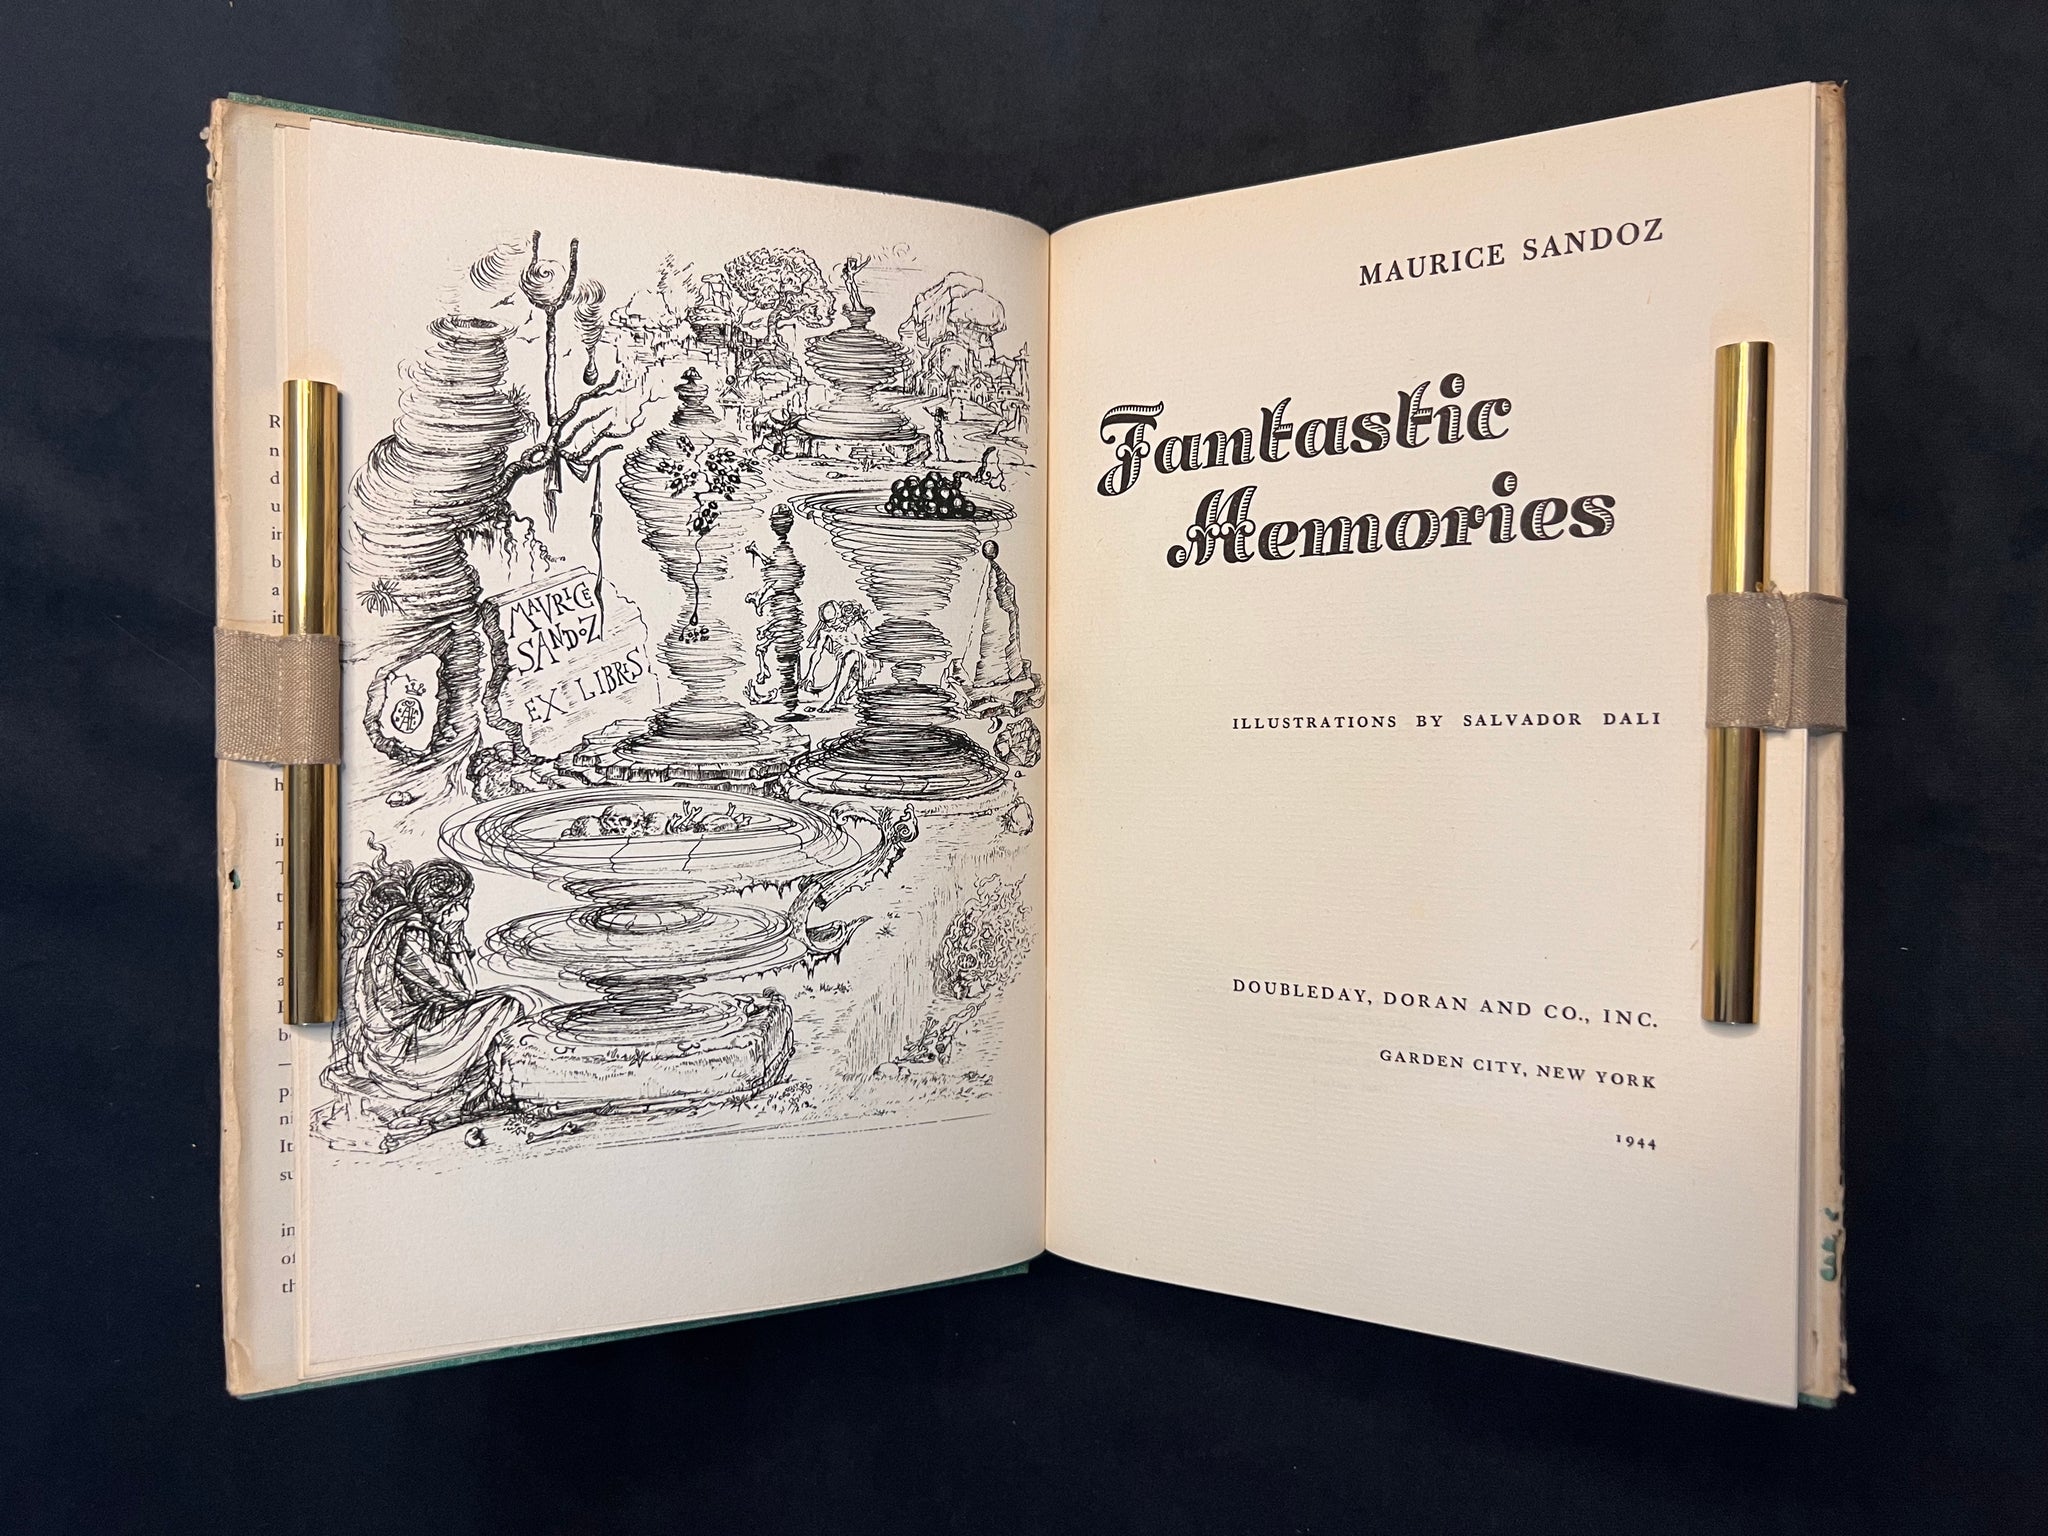 MAURICE
SANDOZ
EX LIBRIS
MAURICE SANDOZ
Fantastic
Memories
ILLUSTRATIONS BY SALVADOR DALI
DOUBLEDAY, DORAN AND CO., INC.
GARDEN CITY, NEW YORK
1944